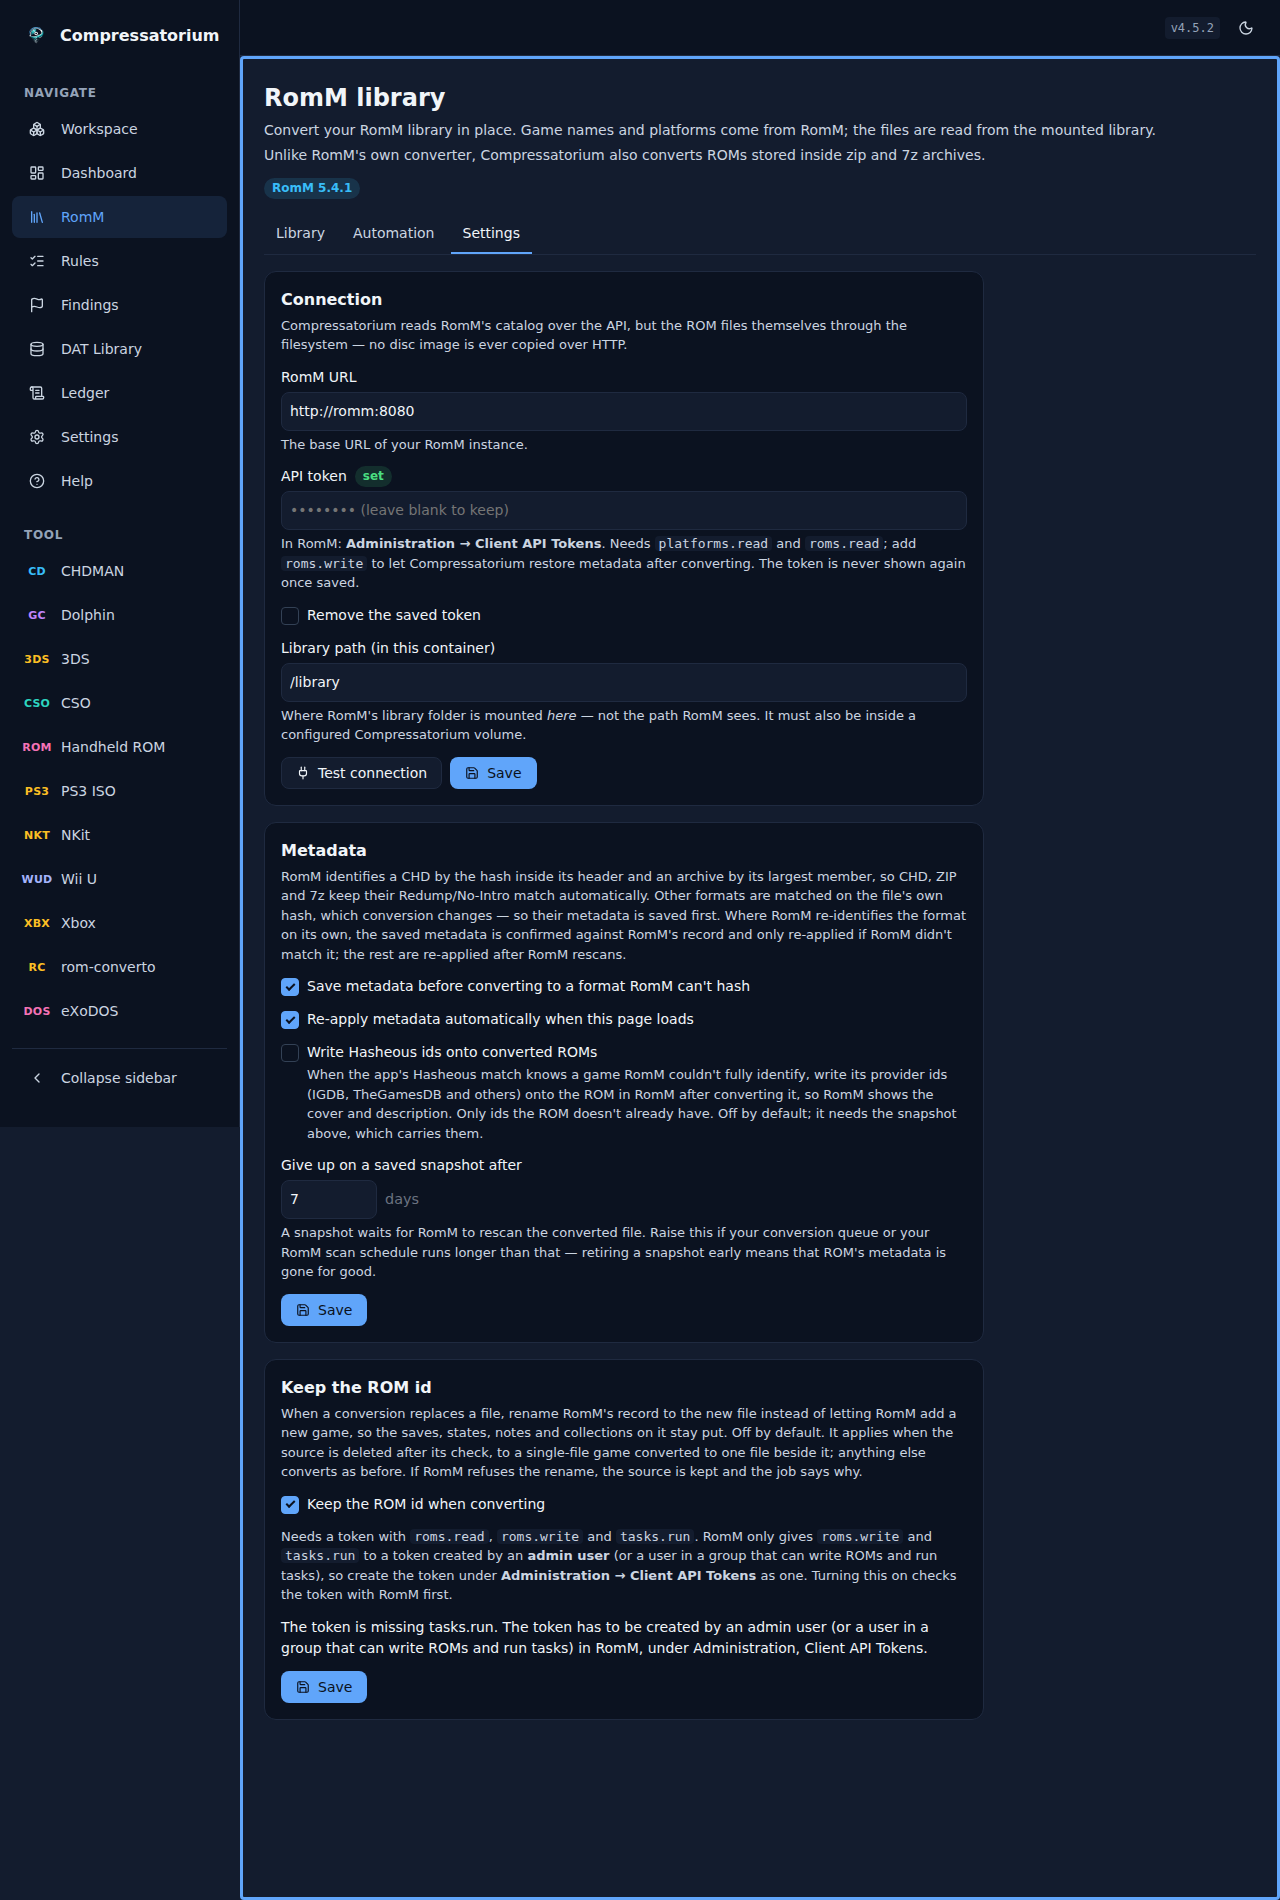 Compressatorium
v4.5.2
NAVIGATE
Workspace
Dashboard
RomM
Rules
Findings
DAT Library
Ledger
Settings
Help
TOOL
CD CHDMAN
GC Dolphin
3DS 3DS
CSO CSO
ROM Handheld ROM
PS3 PS3 ISO
NKT NKit
WUD Wii U
XBX Xbox
RC rom-converto
DOS eXoDOS
Collapse sidebar
RomM library
Convert your RomM library in place. Game names and platforms come from RomM; the files are read from the mounted library.
Unlike RomM's own converter, Compressatorium also converts ROMs stored inside zip and 7z archives.
RomM 5.4.1
Library Automation Settings
Connection
Compressatorium reads RomM's catalog over the API, but the ROM files themselves through the
filesystem — no disc image is ever copied over HTTP.
RomM URL
http://romm:8080
The base URL of your RomM instance.
API token set
•••••••• (leave blank to keep)
In RomM: Administration → Client API Tokens. Needs platforms.read and roms.read; add
roms.write to let Compressatorium restore metadata after converting. The token is never shown again
once saved.
Remove the saved token
Library path (in this container)
/library
Where RomM's library folder is mounted here — not the path RomM sees. It must also be inside a
configured Compressatorium volume.
Test connection Save
Metadata
RomM identifies a CHD by the hash inside its header and an archive by its largest member, so CHD, ZIP
and 7z keep their Redump/No-Intro match automatically. Other formats are matched on the file's own
hash, which conversion changes — so their metadata is saved first. Where RomM re-identifies the format
on its own, the saved metadata is confirmed against RomM's record and only re-applied if RomM didn't
match it; the rest are re-applied after RomM rescans.
Save metadata before converting to a format RomM can't hash
Re-apply metadata automatically when this page loads
Write Hasheous ids onto converted ROMs
When the app's Hasheous match knows a game RomM couldn't fully identify, write its provider ids
(IGDB, TheGamesDB and others) onto the ROM in RomM after converting it, so RomM shows the
cover and description. Only ids the ROM doesn't already have. Off by default; it needs the snapshot
above, which carries them.
Give up on a saved snapshot after
7 days
A snapshot waits for RomM to rescan the converted file. Raise this if your conversion queue or your
RomM scan schedule runs longer than that — retiring a snapshot early means that ROM's metadata is
gone for good.
Save
Keep the ROM id
When a conversion replaces a file, rename RomM's record to the new file instead of letting RomM add a
new game, so the saves, states, notes and collections on it stay put. Off by default. It applies when the
source is deleted after its check, to a single-file game converted to one file beside it; anything else
converts as before. If RomM refuses the rename, the source is kept and the job says why.
Keep the ROM id when converting
Needs a token with roms.read, roms.write and tasks.run. RomM only gives roms.write and
tasks.run to a token created by an admin user (or a user in a group that can write ROMs and run
tasks), so create the token under Administration → Client API Tokens as one. Turning this on checks
the token with RomM first.
The token is missing tasks.run. The token has to be created by an admin user (or a user in a
group that can write ROMs and run tasks) in RomM, under Administration, Client API Tokens.
Save